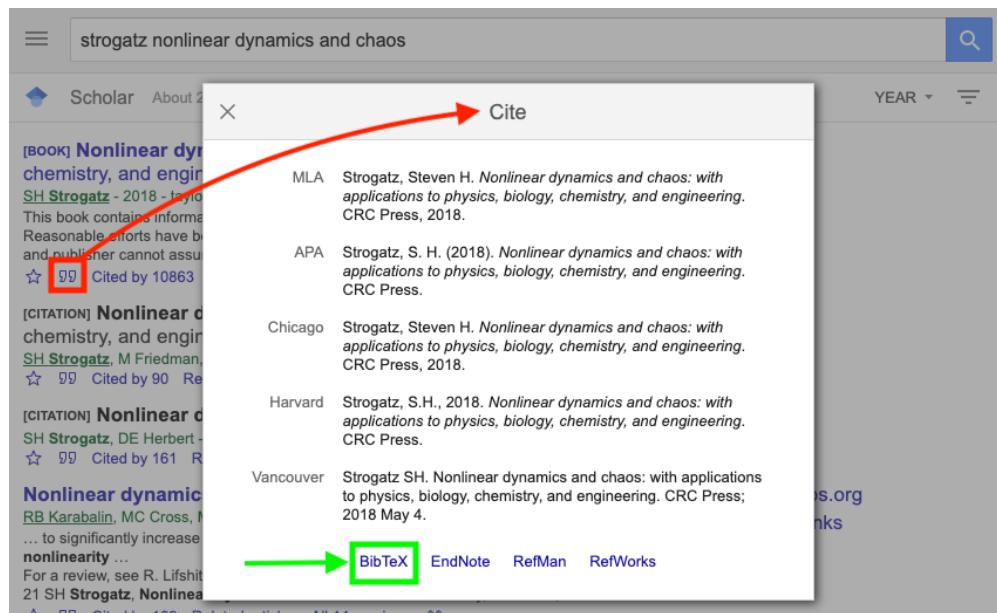 strogatz nonlinear dynamics and chaos
Scholar About 2
YEAR
Cite
[BOOK] Nonlinear dyn
chemistry, and engin
SH Strogatz - 2018 - taylo
This book contains informa
Reasonable efforts have b
and publisher cannot assu
Cited by 10863
[CITATION] Nonlinear d
chemistry, and engin
SH Strogatz, M Friedman,
Cited by 90 Re
[CITATION] Nonlinear d
SH Strogatz, DE Herbert -
Cited by 161 R
Nonlinear dynamic
RB Karabalin, MC Cross,
... to significantly increase
nonlinearity ...
For a review, see R. Lifshit
21 SH Strogatz, Nonlinea
MLA Strogatz, Steven H. Nonlinear dynamics and chaos: with
applications to physics, biology, chemistry, and engineering.
CRC Press, 2018.
APA Strogatz, S. H. (2018). Nonlinear dynamics and chaos: with
applications to physics, biology, chemistry, and engineering.
CRC Press.
Chicago Strogatz, Steven H. Nonlinear dynamics and chaos: with
applications to physics, biology, chemistry, and engineering.
CRC Press, 2018.
Harvard Strogatz, S.H., 2018. Nonlinear dynamics and chaos: with
applications to physics, biology, chemistry, and engineering.
CRC Press.
Vancouver Strogatz SH. Nonlinear dynamics and chaos: with applications
to physics, biology, chemistry, and engineering. CRC Press;
2018 May 4.
BibTeX EndNote RefMan RefWorks
os.org
nks